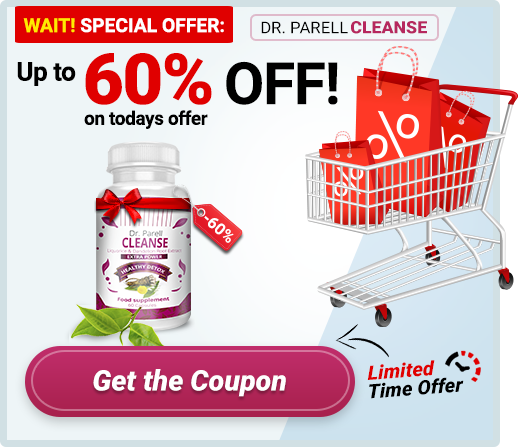 WAIT! SPECIAL OFFER:
DR. PARELL CLEANSE
Up to 60% OFF!
on todays offer
%
%
%
-60%
Dr. Parell
CLEANSE
EXTRA POWER
HEALTHY DETOX
Food supplement
Get the Coupon
Limited
Time Offer